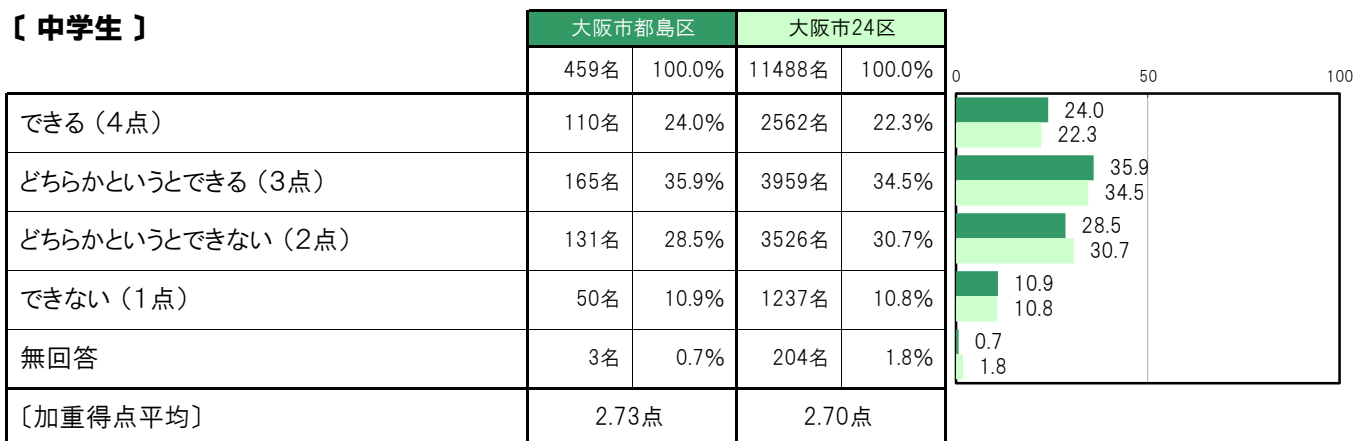 〔 中学生 〕
大阪市都島区 大阪市24区
459名 100.0% 11488名 100.0%
0 50 100
できる （4点） 110名 24.0% 2562名 22.3%
24.0
22.3
どちらかというとできる （3点） 165名 35.9% 3959名 34.5%
35.9
34.5
どちらかというとできない （2点） 131名 28.5% 3526名 30.7%
28.5
30.7
できない （1点） 50名 10.9% 1237名 10.8%
10.9
10.8
無回答 3名 0.7% 204名 1.8%
0.7
1.8
〔加重得点平均〕 2.73点 2.70点